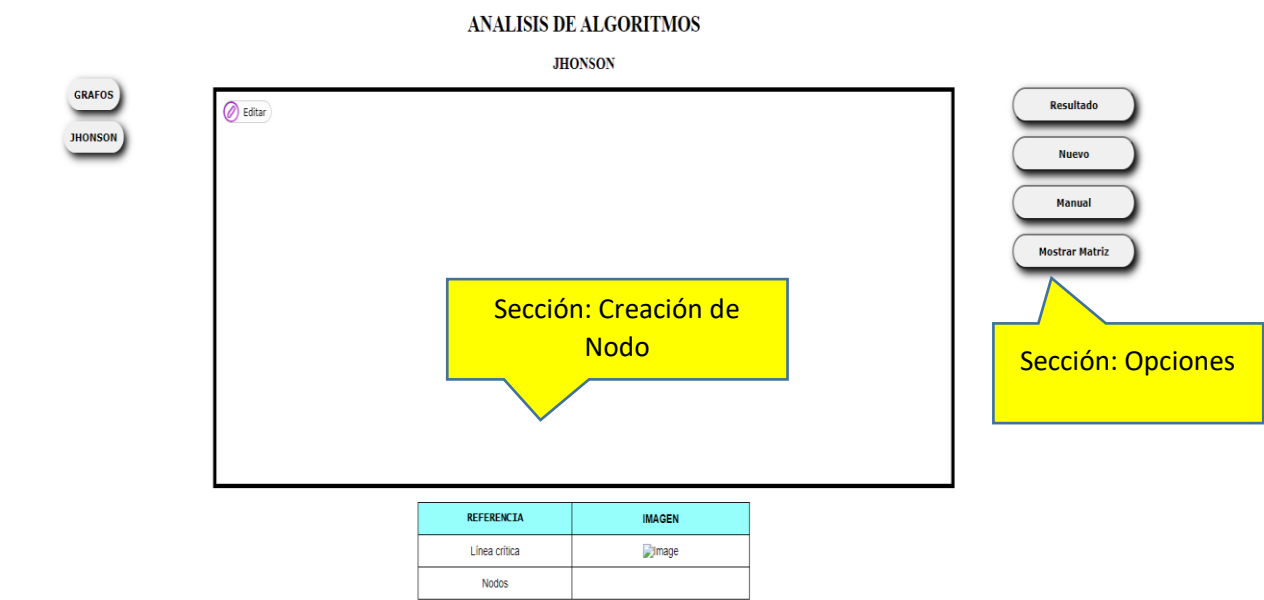 ANALISIS DE ALGORITMOS
JHONSON
GRAFOS
JHONSON
Editar
Resultado
Nuevo
Manual
Mostrar Matriz
Sección: Creación de
Nodo
Sección: Opciones
REFERENCIA IMAGEN
Línea crítica Image
Nodos